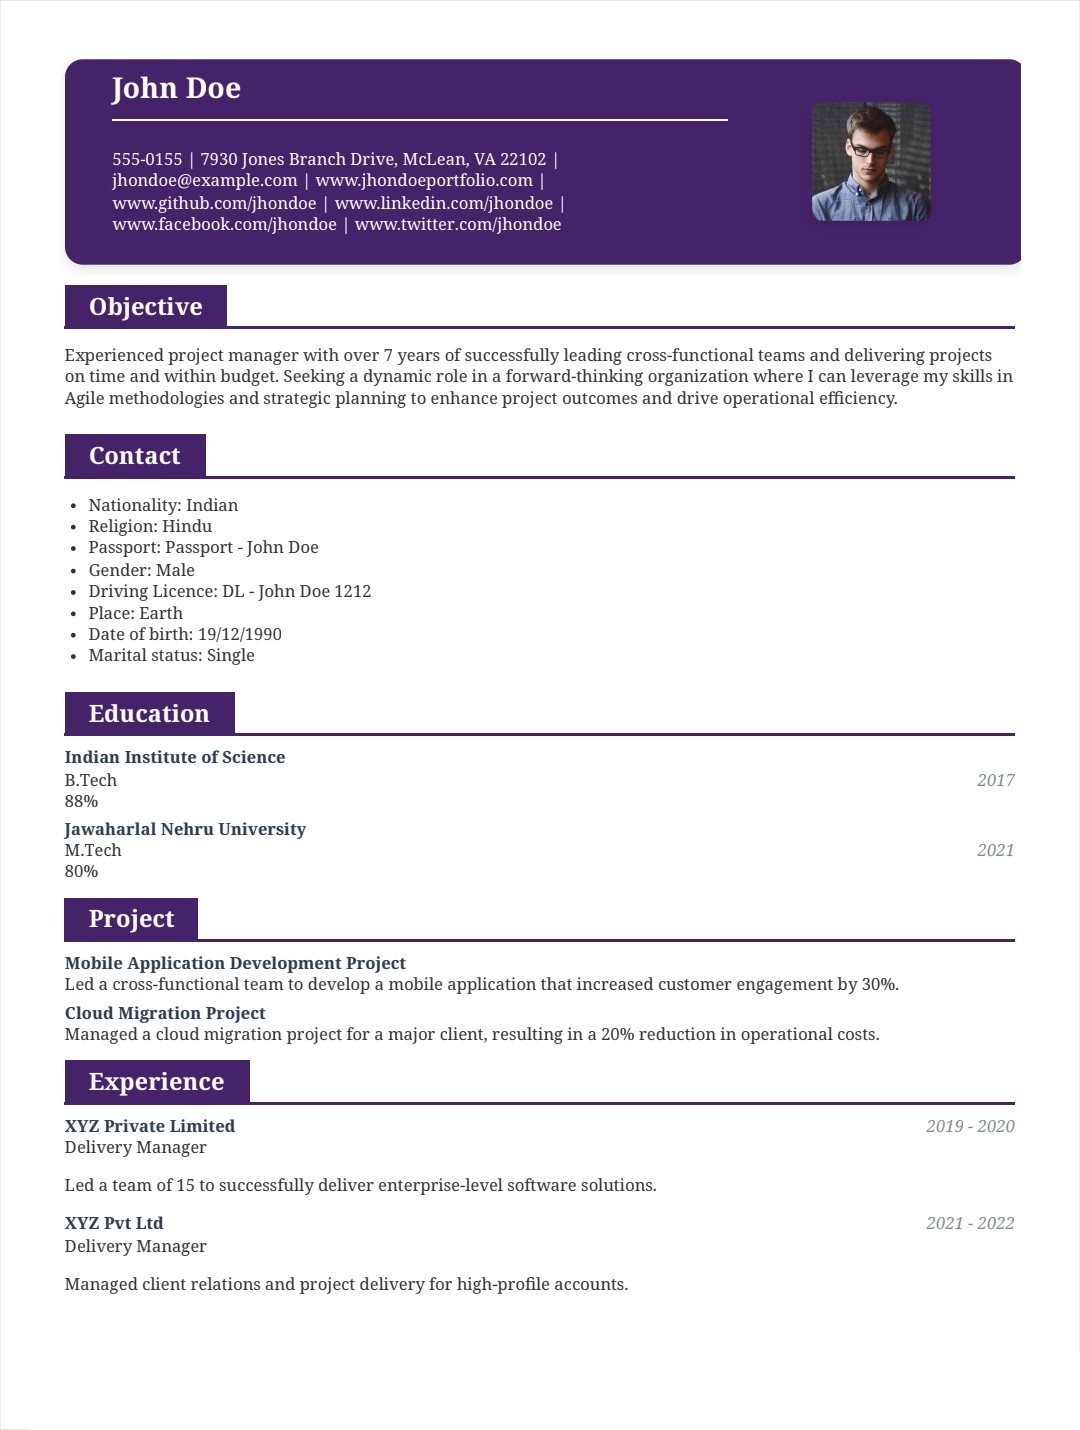 John Doe
555-0155 | 7930 Jones Branch Drive, McLean, VA 22102 |
jhondoe@example.com | www.jhondoeportfolio.com |
www.github.com/jhondoe | www.linkedin.com/jhondoe |
www.facebook.com/jhondoe | www.twitter.com/jhondoe
Objective
Experienced project manager with over 7 years of successfully leading cross-functional teams and delivering projects
on time and within budget. Seeking a dynamic role in a forward-thinking organization where I can leverage my skills in
Agile methodologies and strategic planning to enhance project outcomes and drive operational efficiency.
Contact
• Nationality: Indian
• Religion: Hindu
• Passport: Passport - John Doe
• Gender: Male
• Driving Licence: DL - John Doe 1212
• Place: Earth
• Date of birth: 19/12/1990
• Marital status: Single
Education
Indian Institute of Science
B.Tech 2017
88%
Jawaharlal Nehru University
M.Tech 2021
80%
Project
Mobile Application Development Project
Led a cross-functional team to develop a mobile application that increased customer engagement by 30%.
Cloud Migration Project
Managed a cloud migration project for a major client, resulting in a 20% reduction in operational costs.
Experience
XYZ Private Limited 2019 - 2020
Delivery Manager
Led a team of 15 to successfully deliver enterprise-level software solutions.
XYZ Pvt Ltd 2021 - 2022
Delivery Manager
Managed client relations and project delivery for high-profile accounts.